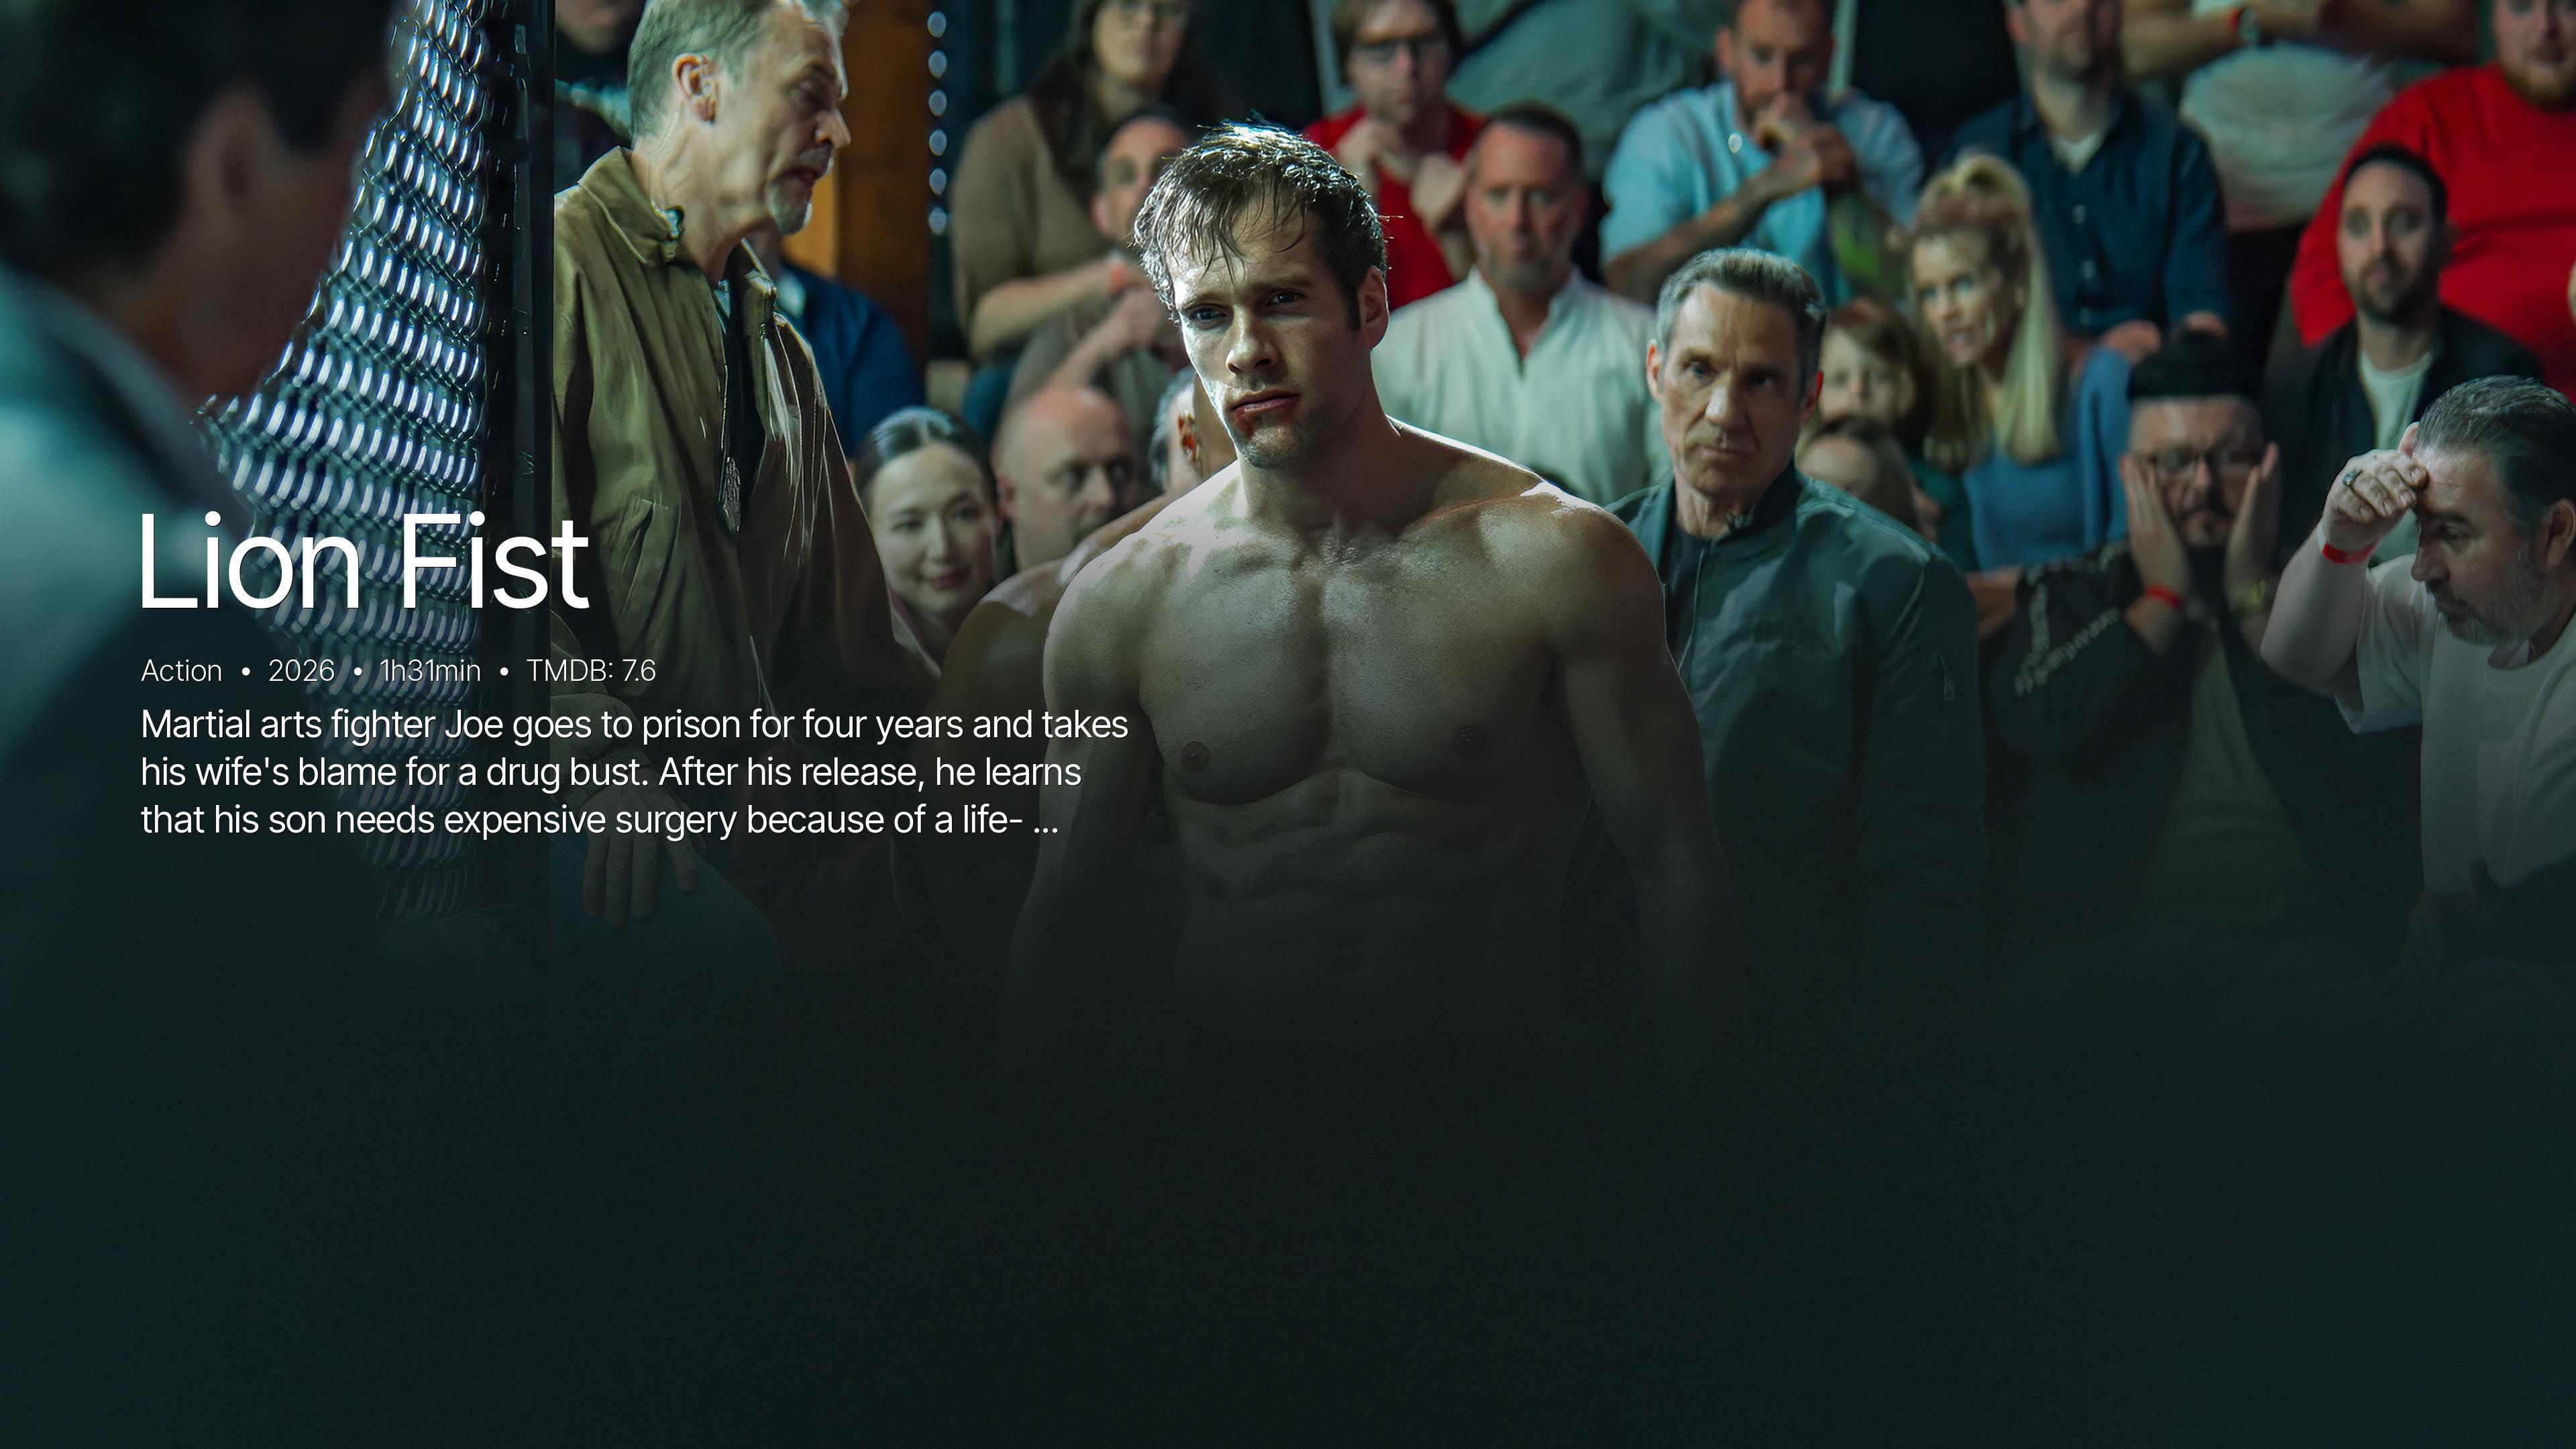 Lion Fist
Action • 2026 • 1h31min • TMDB: 7.6
Martial arts fighter Joe goes to prison for four years and takes
his wife's blame for a drug bust. After his release, he learns
that his son needs expensive surgery because of a life- ...